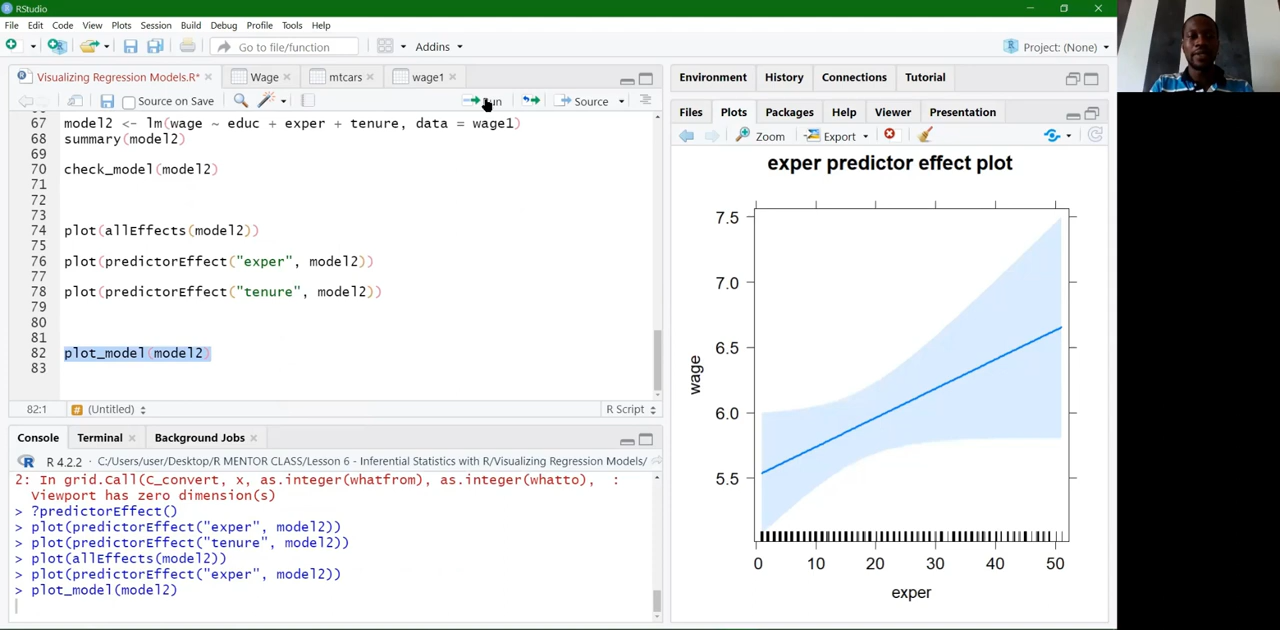 RStudio
File Edit Code View Plots Session Build Debug Profile Tools Help
Go to file/function Addins Project: (None)
Visualizing Regression Models.R* Wage mtcars wage1
Source on Save Run Source
67 model2 <- lm(wage ~ educ + exper + tenure, data = wage1)
68 summary(model2)
69
70 check_model(model2)
71
72
73
74 plot(allEffects(model2))
75
76 plot(predictorEffect("exper", model2))
77
78 plot(predictorEffect("tenure", model2))
79
80
81
82 plot_model(model2)
83
82:1 (Untitled) R Script
Console Terminal Background Jobs
R 4.2.2 · C:/Users/user/Desktop/R MENTOR CLASS/Lesson 6 - Inferential Statistics with R/Visualizing Regression Models/
2: In grid.Call(C_convert, x, as.integer(whatfrom), as.integer(whatto), :
Viewport has zero dimension(s)
> ?predictorEffect()
> plot(predictorEffect("exper", model2))
> plot(predictorEffect("tenure", model2))
> plot(allEffects(model2))
> plot(predictorEffect("exper", model2))
> plot_model(model2)
Environment History Connections Tutorial
Files Plots Packages Help Viewer Presentation
Zoom Export
exper predictor effect plot
7.5
7.0
6.5
6.0
5.5
wage
0 10 20 30 40 50
exper